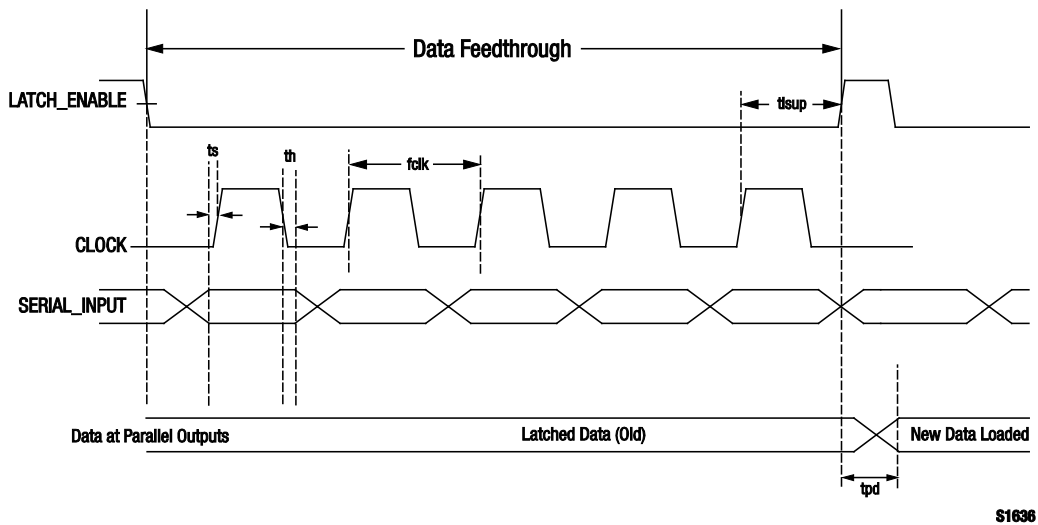 Data Feedthrough
LATCH_ENABLE
tlsup
ts
th
fclk
CLOCK
SERIAL_INPUT
Data at Parallel Outputs
Latched Data (Old)
New Data Loaded
tpd
S1636